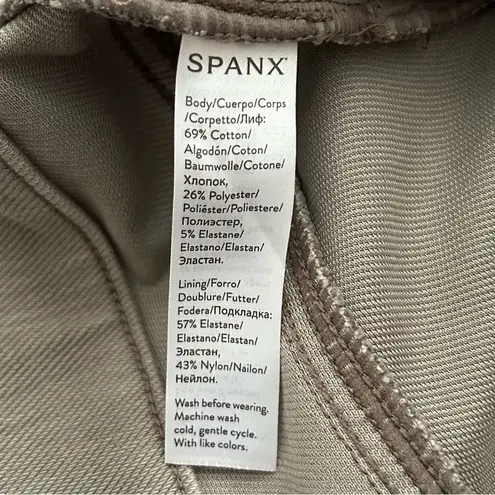 SPANX
Body/Cuerpo/Corps
/Corpetto/Лиф:
69% Cotton/
Algodón/Coton/
Baumwolle/Cotone/
Хлопок,
26% Polyester/
Poliéster/Poliestere/
Полиэстер,
5% Elastane/
Elastano/Elastan/
Эластан.
Lining/Forro/
Doublure/Futter/
Fodera/Подкладка:
57% Elastane/
Elastano/Elastan/
Эластан,
43% Nylon/Nailon/
Нейлон.
Wash before wearing.
Machine wash
cold, gentle cycle.
With like colors.